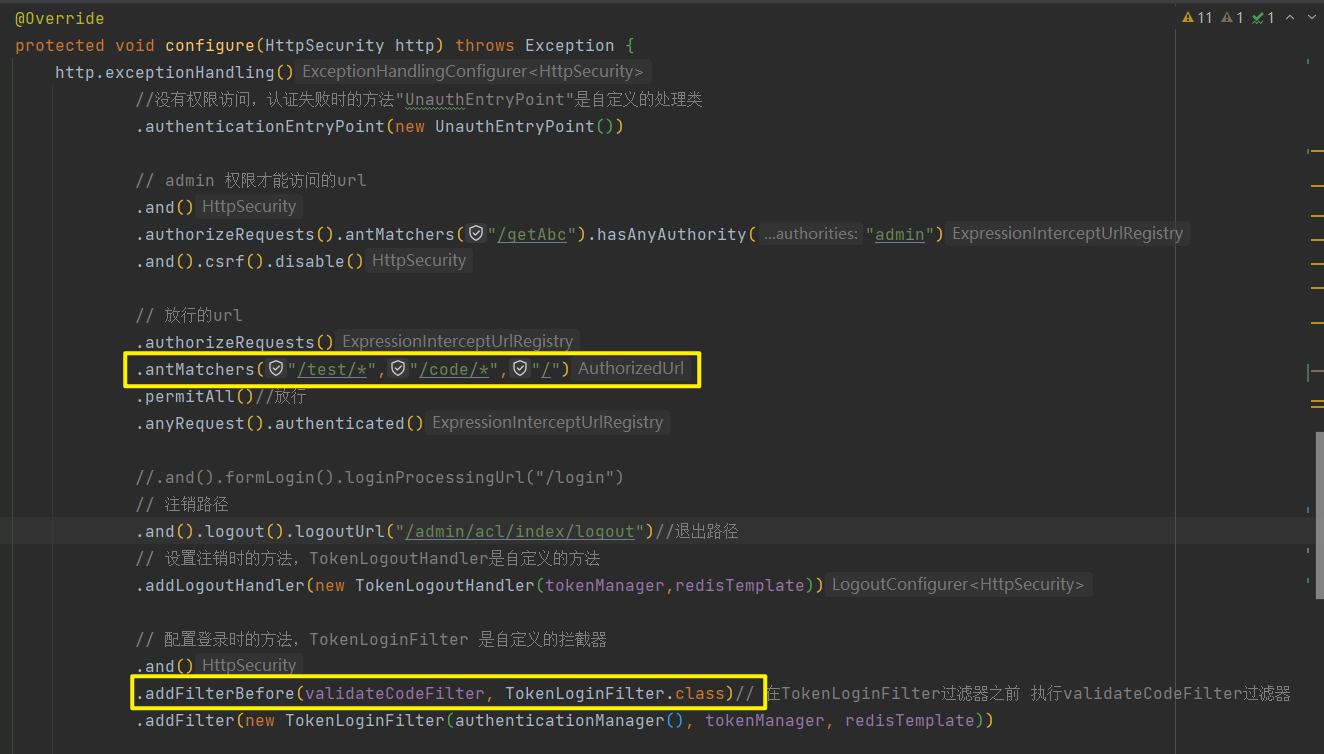 @Override
11 1 1
protected void configure(HttpSecurity http) throws Exception {
http.exceptionHandling() ExceptionHandlingConfigurer<HttpSecurity>
//没有权限访问，认证失败时的方法"UnauthEntryPoint"是自定义的处理类
.authenticationEntryPoint(new UnauthEntryPoint())
// admin 权限才能访问的url
.and() HttpSecurity
.authorizeRequests().antMatchers("/getAbc").hasAnyAuthority( ...authorities: "admin") ExpressionInterceptUrlRegistry
.and().csrf().disable() HttpSecurity
// 放行的url
.authorizeRequests() ExpressionInterceptUrlRegistry
.antMatchers("/test/*","/code/*","/") AuthorizedUrl
.permitAll()//放行
.anyRequest().authenticated() ExpressionInterceptUrlRegistry
//.and().formLogin().loginProcessingUrl("/login")
// 注销路径
.and().logout().logoutUrl("/admin/acl/index/logout")//退出路径
// 设置注销时的方法，TokenLogoutHandler是自定义的方法
.addLogoutHandler(new TokenLogoutHandler(tokenManager,redisTemplate)) LogoutConfigurer<HttpSecurity>
// 配置登录时的方法，TokenLoginFilter 是自定义的拦截器
.and() HttpSecurity
.addFilterBefore(validateCodeFilter, TokenLoginFilter.class)// 在TokenLoginFilter过滤器之前 执行validateCodeFilter过滤器
.addFilter(new TokenLoginFilter(authenticationManager(), tokenManager, redisTemplate))